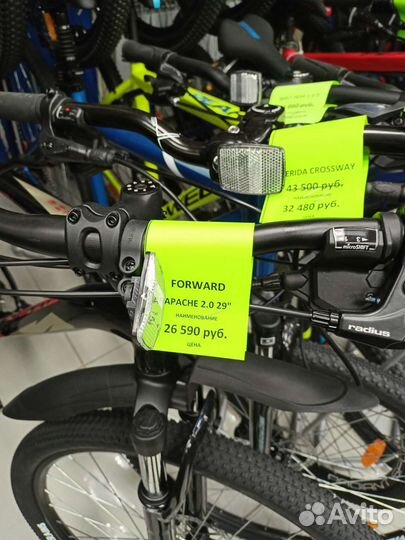 ERIDA CROSSWAY
43 500 руб.
32 480 руб.
FORWARD
APACHE 2.0 29"
НАИМЕНОВАНИЕ
26 590 руб.
ЦЕНА
microSHIFT
radius
Avito